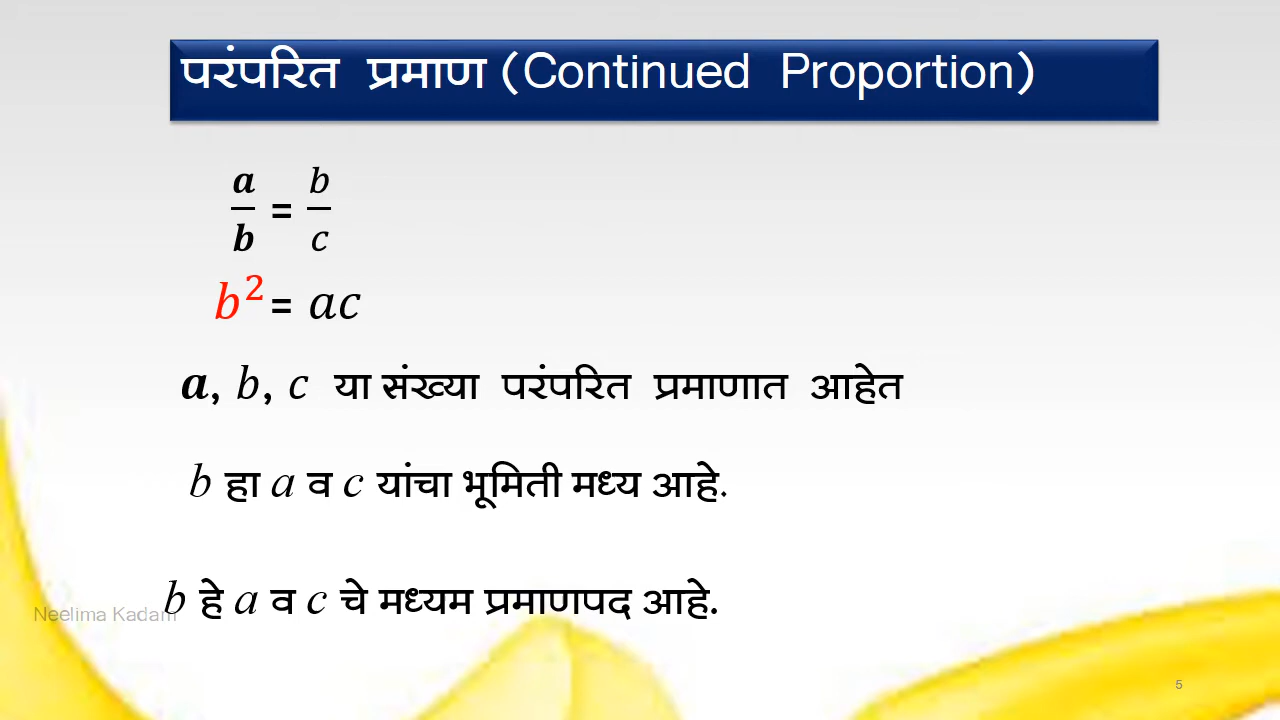 परंपरित प्रमाण (Continued Proportion)
a/b = b/c
b² = ac
a, b, c या संख्या परंपरित प्रमाणात आहेत
b हा a व c यांचा भूमिती मध्य आहे.
b हे a व c चे मध्यम प्रमाणपद आहे.
Neelima Kadam
5